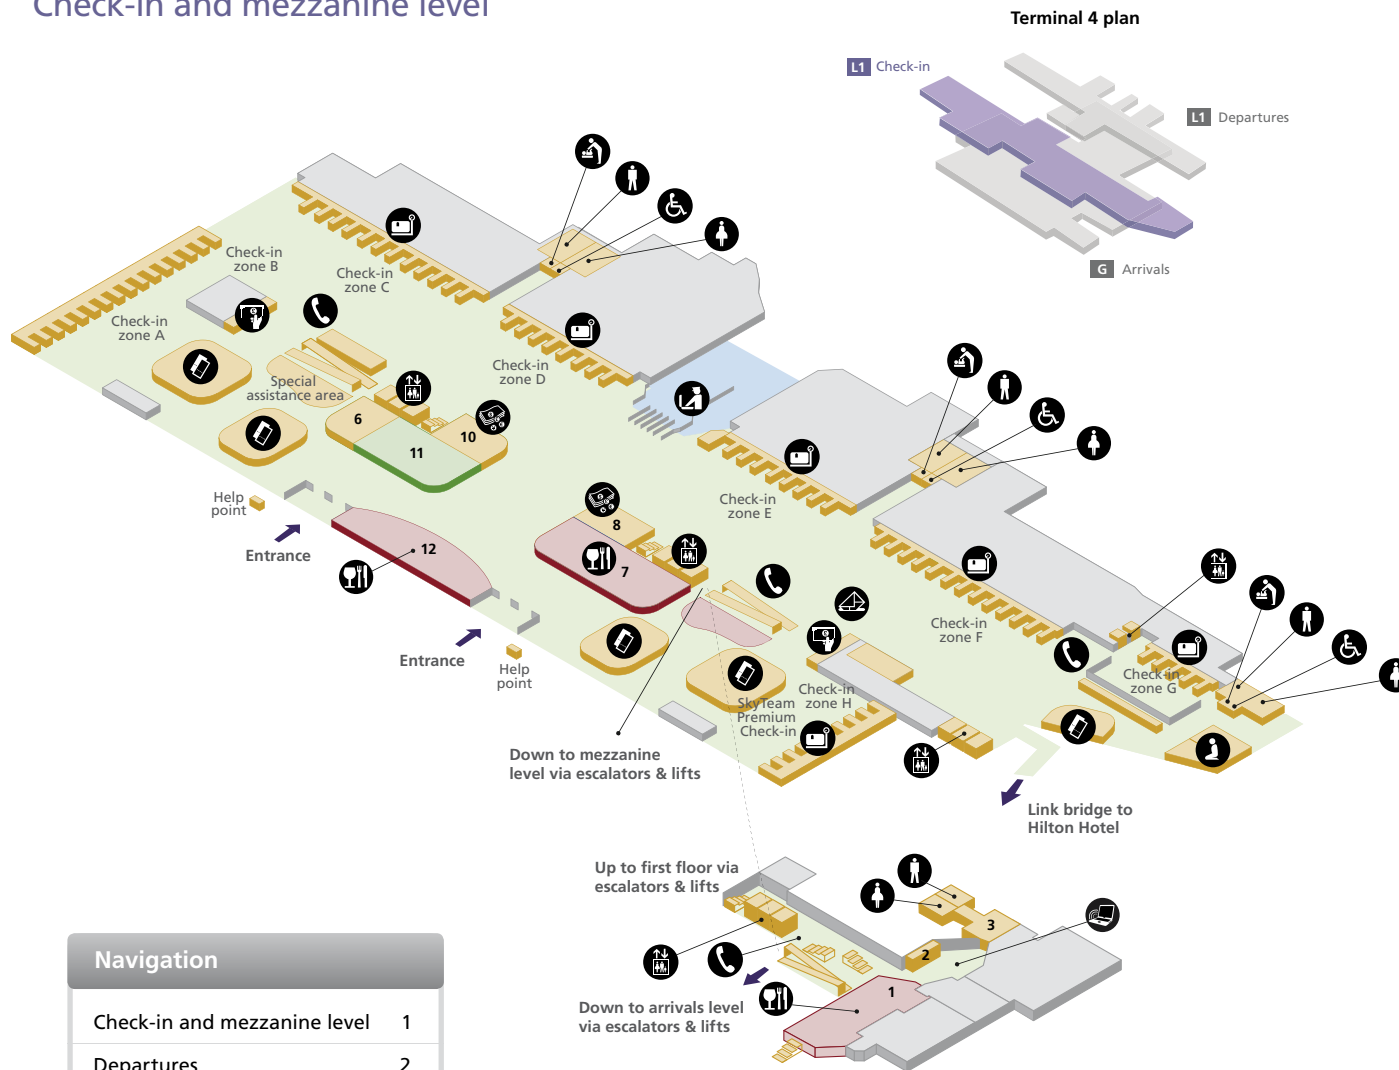 Check-in and mezzanine level
Terminal 4 plan
L1 Check-in
L1 Departures
G Arrivals
Check-in
zone B
Check-in
zone C
Check-in
zone A
Check-in
zone D
Special
assistance area
6
10
11
Help
point
Entrance
12
8
7
Check-in
zone E
Check-in
zone F
Entrance
Help
point
Check-in
zone G
Check-in
zone H
SkyTeam
Premium
Check-in
Down to mezzanine
level via escalators & lifts
Link bridge to
Hilton Hotel
Up to first floor via
escalators & lifts
3
2
1
Down to arrivals level
via escalators & lifts
Navigation
Check-in and mezzanine level 1
Departures 2